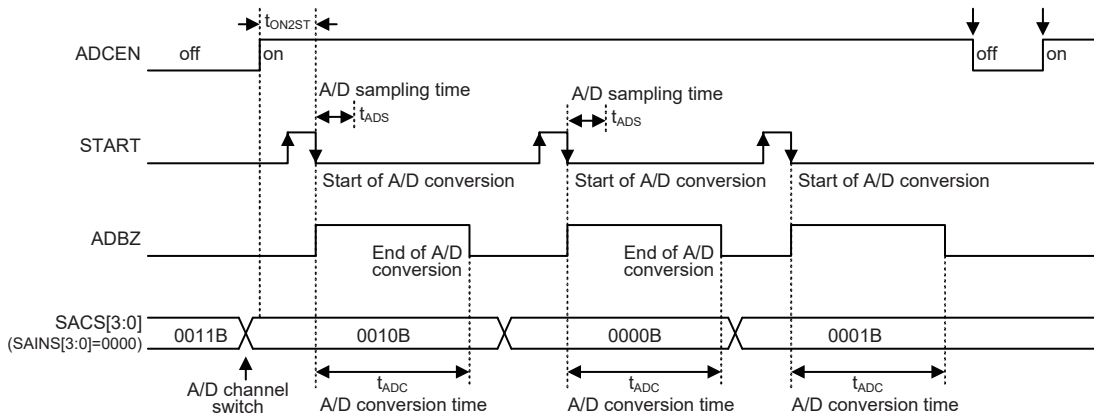 tON2ST
ADCEN
off
on
off
on
A/D sampling time
A/D sampling time
tADS
tADS
START
Start of A/D conversion
Start of A/D conversion
Start of A/D conversion
ADBZ
End of A/D
conversion
End of A/D
conversion
SACS[3:0]
(SAINS[3:0]=0000)
0011B
0010B
0000B
0001B
A/D channel
switch
tADC
A/D conversion time
tADC
A/D conversion time
tADC
A/D conversion time